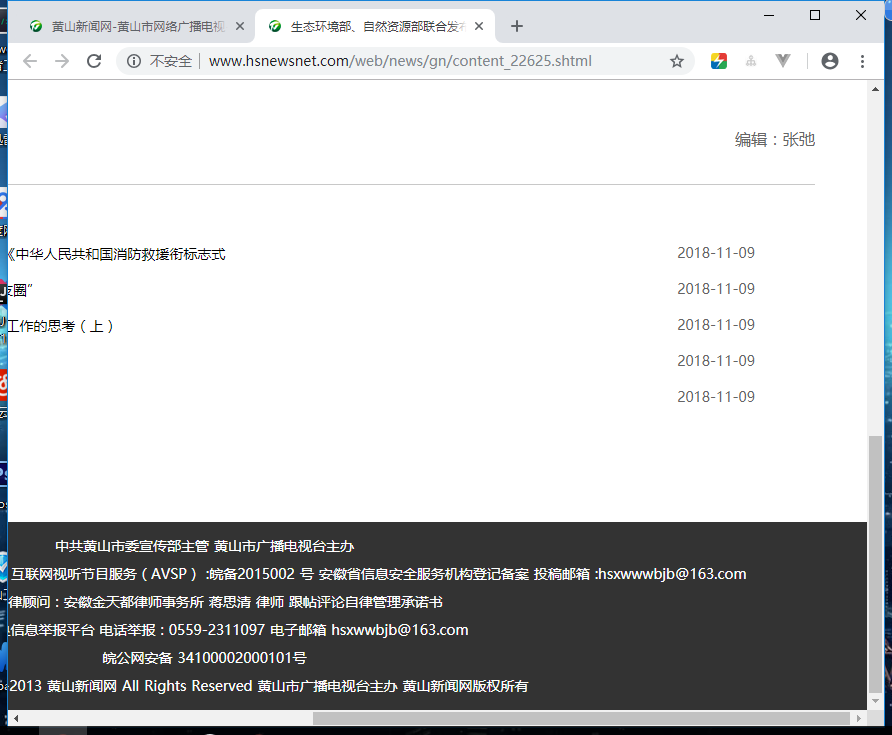 黄山新闻网-黄山市网络广播电视
生态环境部、自然资源部联合发布
不安全
www.hsnewsnet.com/web/news/gn/content_22625.shtml
编辑：张弛
《中华人民共和国消防救援衔标志式 2018-11-09
友圈” 2018-11-09
工作的思考（上） 2018-11-09
2018-11-09
2018-11-09
中共黄山市委宣传部主管 黄山市广播电视台主办
互联网视听节目服务（AVSP）:皖备2015002 号 安徽省信息安全服务机构登记备案 投稿邮箱 :hsxwwwbjb@163.com
律顾问：安徽金天都律师事务所 蒋思清 律师 跟帖评论自律管理承诺书
信息举报平台 电话举报：0559-2311097 电子邮箱 hsxwwbjb@163.com
皖公网安备 34100002000101号
2013 黄山新闻网 All Rights Reserved 黄山市广播电视台主办 黄山新闻网版权所有